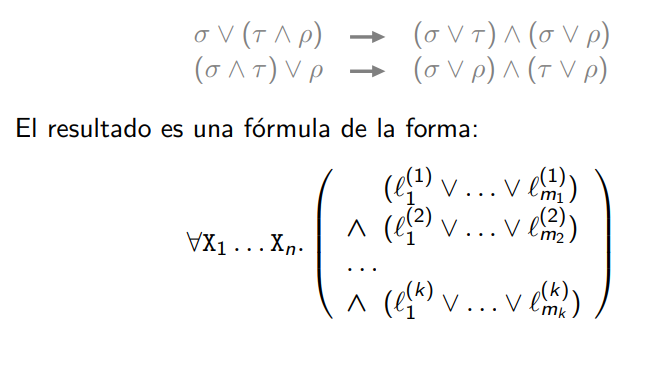 σ ∨ (τ ∧ ρ) → (σ ∨ τ) ∧ (σ ∨ ρ)
(σ ∧ τ) ∨ ρ → (σ ∨ ρ) ∧ (τ ∨ ρ)
El resultado es una fórmula de la forma:
(ℓ₁⁽¹⁾ ∨ … ∨ ℓₘ₁⁽¹⁾)
∧ (ℓ₁⁽²⁾ ∨ … ∨ ℓₘ₂⁽²⁾)
∀X₁ … Xₙ.
…
∧ (ℓ₁⁽ᵏ⁾ ∨ … ∨ ℓₘₖ⁽ᵏ⁾)